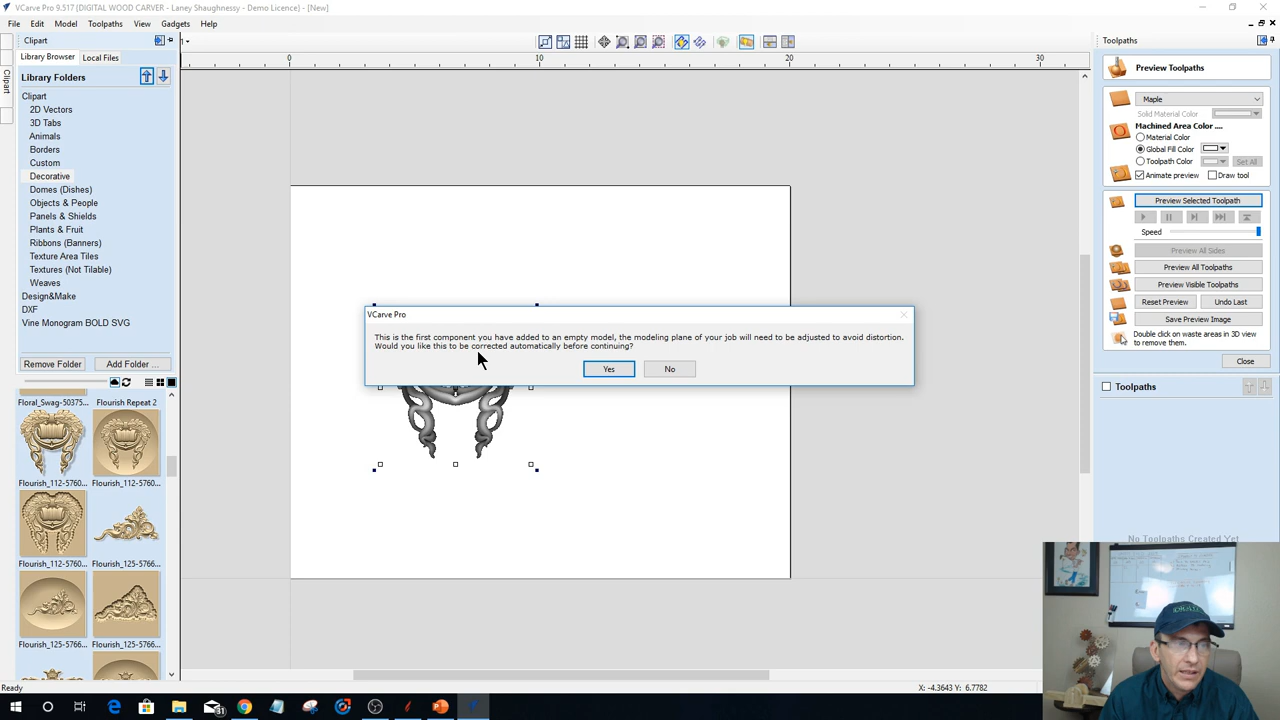 VCarve Pro 9.517 (DIGITAL WOOD CARVER) - Laney Shaughnessy - Demo Licence} - [New]
File Edit Model Toolpaths View Gadgets Help
Clipart
Library Browser Local Files
Library Folders
Clipart
Clipart
2D Vectors
3D Tabs
Animals
Borders
Custom
Decorative
Domes (Dishes)
Objects & People
Panels & Shields
Plants & Fruit
Ribbons (Banners)
Texture Area Tiles
Textures (Not Tilable)
Weaves
Design&Make
DXF
Vine Monogram BOLD SVG
Remove Folder Add Folder ...
Floral_Swag-50375... Flourish Repeat 2
Flourish_112-5760... Flourish_112-5760...
Flourish_112-5760... Flourish_125-5766...
Flourish_125-5766... Flourish_125-5766...
0 10 20 30
VCarve Pro
This is the first component you have added to an empty model, the modeling plane of your job will need to be adjusted to avoid distortion.
Would you like this to be corrected automatically before continuing?
Yes No
Toolpaths
Preview Toolpaths
Maple
Solid Material Color
Machined Area Color ....
Material Color
Global Fill Color
Toolpath Color Set All
Animate preview Draw tool
Preview Selected Toolpath
Speed
Preview All Sides
Preview All Toolpaths
Preview Visible Toolpaths
Reset Preview Undo Last
Save Preview Image
Double click on waste areas in 3D view
to remove them.
Close
Toolpaths
No Toolpaths Created Yet
Ready
X: -4.3643 Y: 6.7782
31